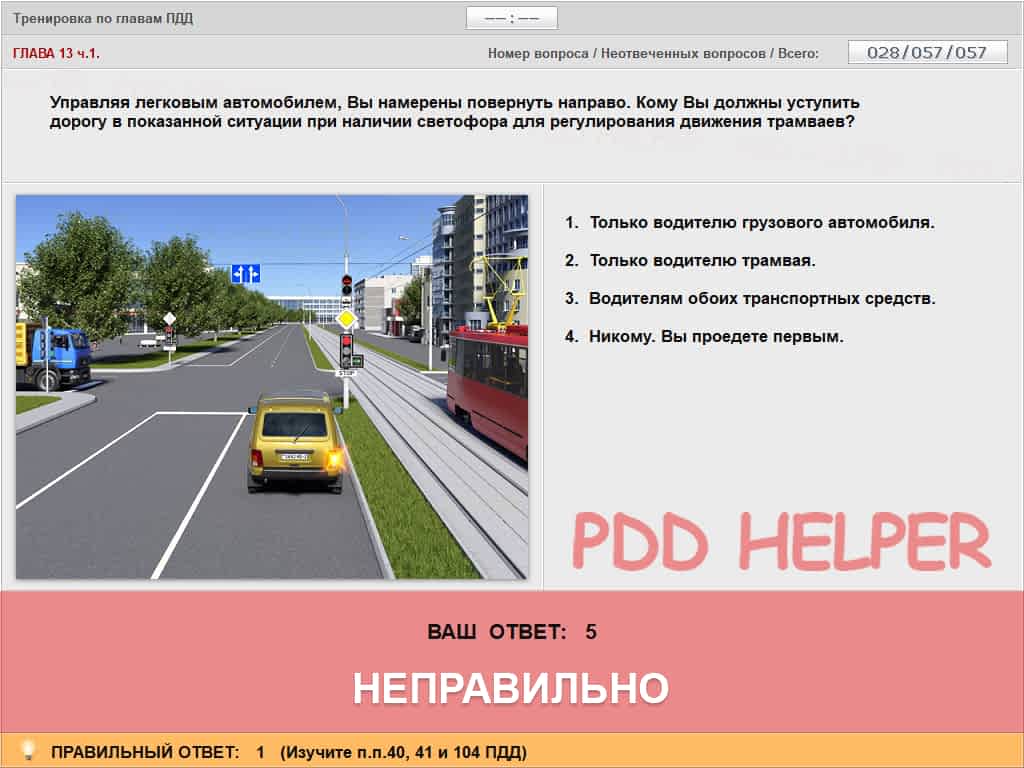 Тренировка по главам ПДД
–– : ––
ГЛАВА 13 ч.1.
Номер вопроса / Неотвеченных вопросов / Всего:
028/057/057
Управляя легковым автомобилем, Вы намерены повернуть направо. Кому Вы должны уступить
дорогу в показанной ситуации при наличии светофора для регулирования движения трамваев?
1. Только водителю грузового автомобиля.
2. Только водителю трамвая.
3. Водителям обоих транспортных средств.
4. Никому. Вы проедете первым.
STOP
PDD HELPER
ВАШ ОТВЕТ: 5
НЕПРАВИЛЬНО
ПРАВИЛЬНЫЙ ОТВЕТ: 1 (Изучите п.п.40, 41 и 104 ПДД)